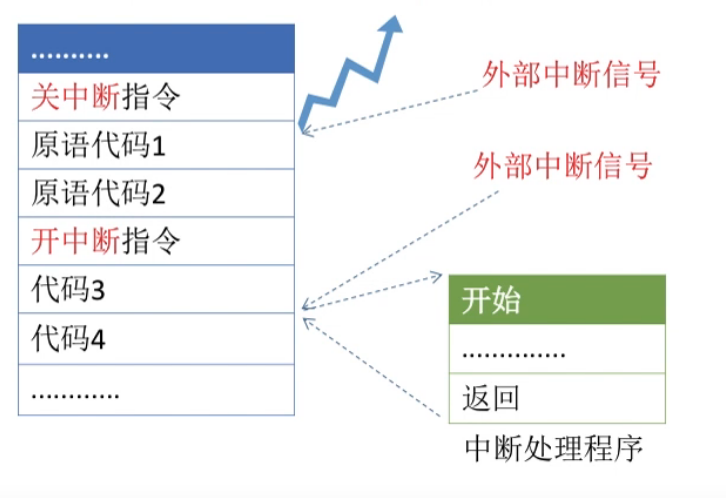 ..........
关中断指令
原语代码1
原语代码2
开中断指令
代码3
代码4
............
外部中断信号
外部中断信号
开始
..............
返回
中断处理程序